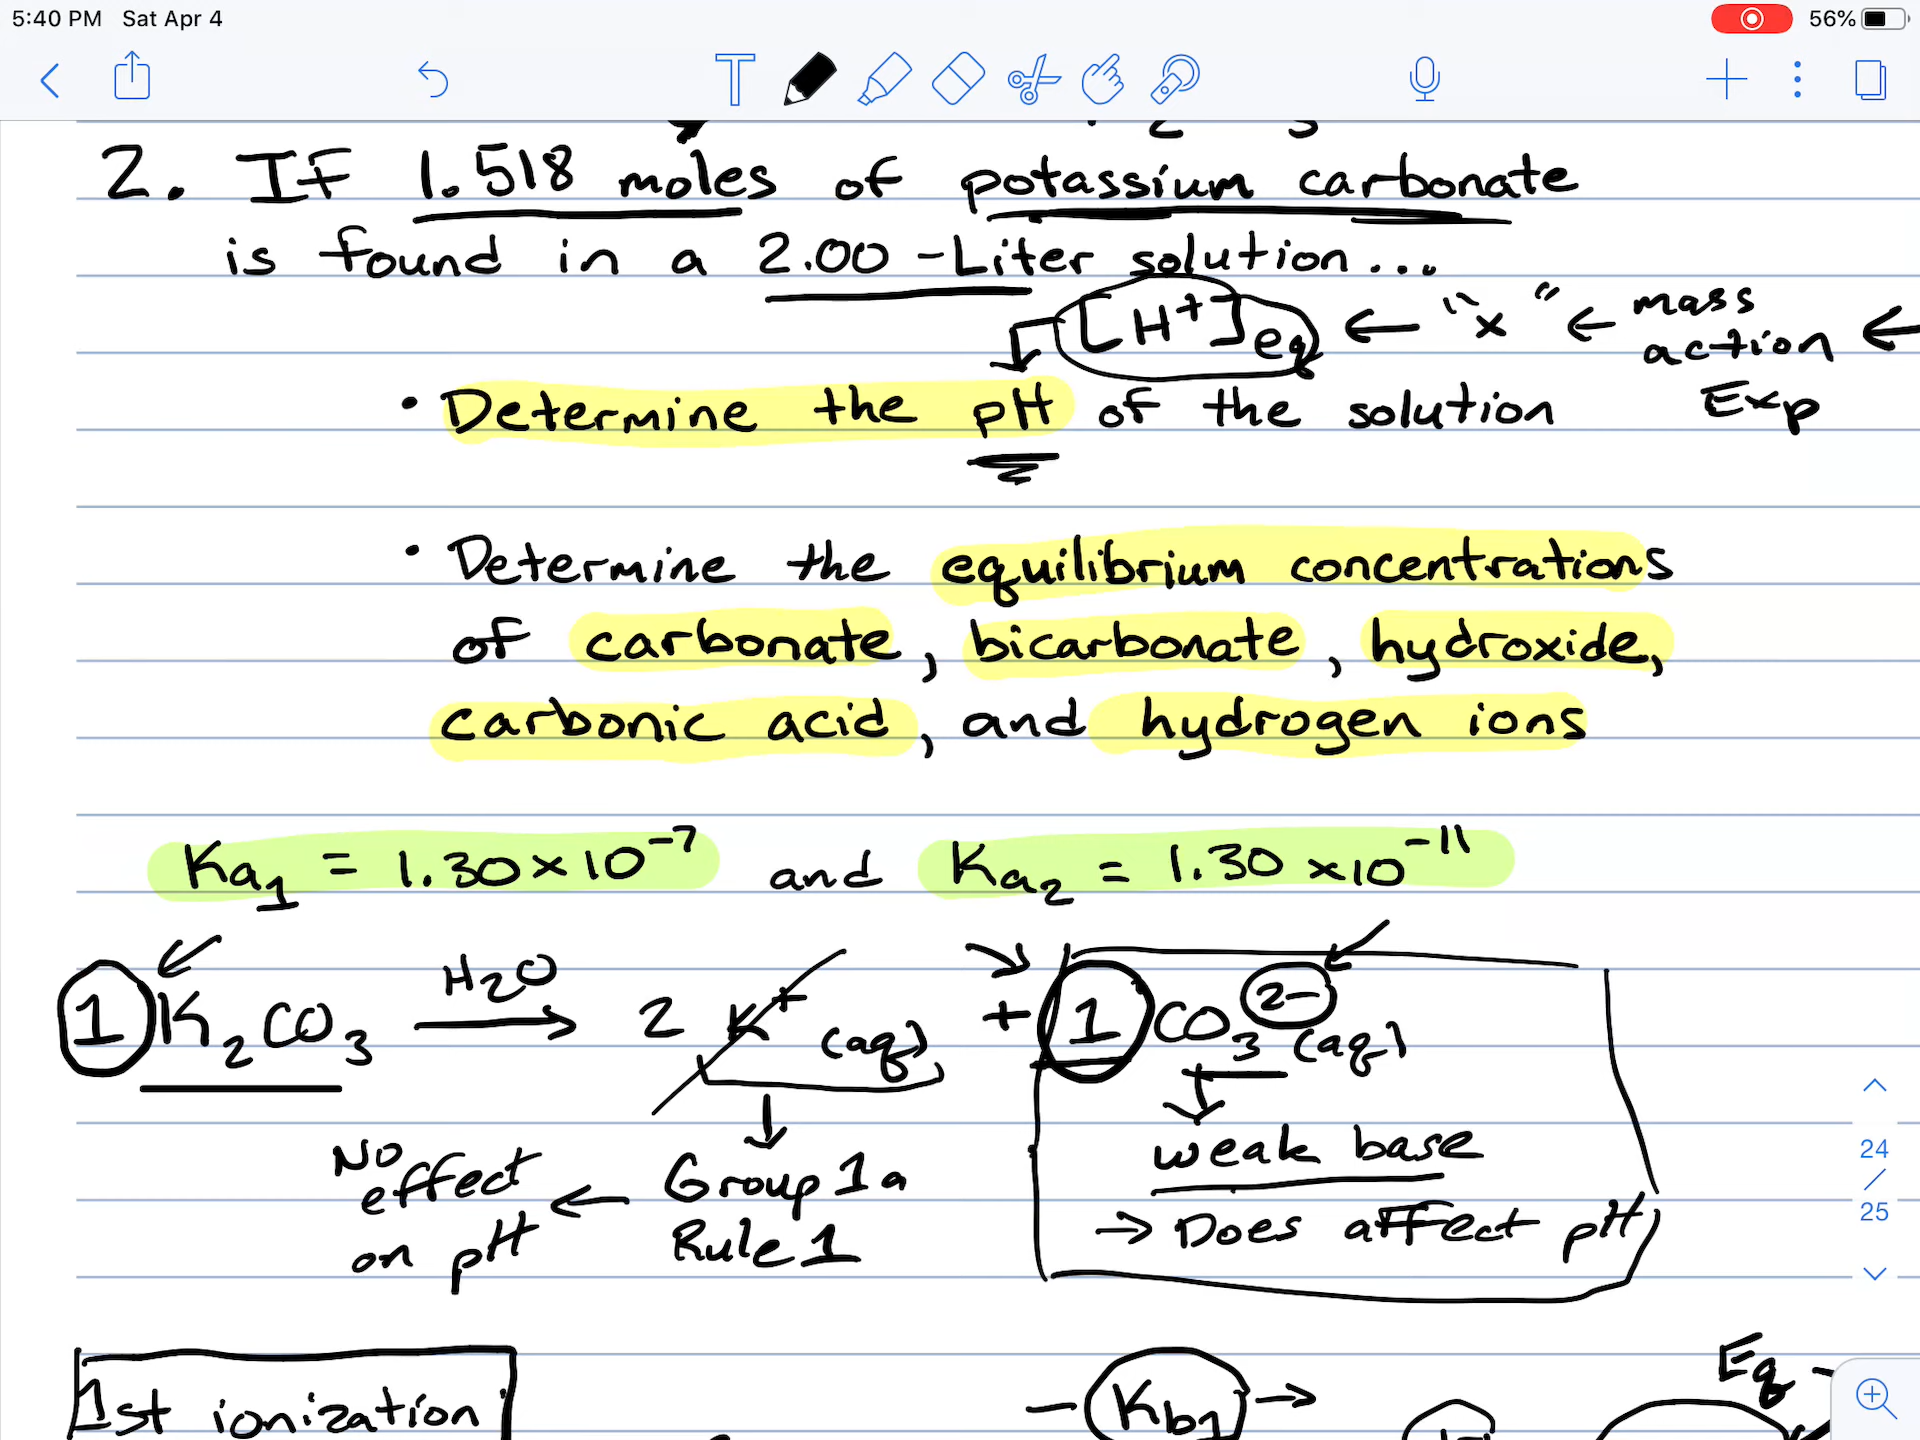 5:40 PM Sat Apr 4
56%
2. IF 1.518 moles of potassium carbonate
is found in a 2.00 -Liter solution...
[H⁺]eq ← "x" ← mass action Exp ←
• Determine the pH of the solution
• Determine the equilibrium concentrations
of carbonate, bicarbonate, hydroxide,
carbonic acid, and hydrogen ions
Ka₁ = 1.30 x 10⁻⁷ and Ka₂ = 1.30 x 10⁻¹¹
1 K₂CO₃ H₂O → 2 K⁺ (aq) + 1 CO₃²⁻ (aq)
No effect on pH ← Group 1a Rule 1
weak base
→ Does affect pH
24 / 25
1st ionization
– Kb₁ →
Eq –